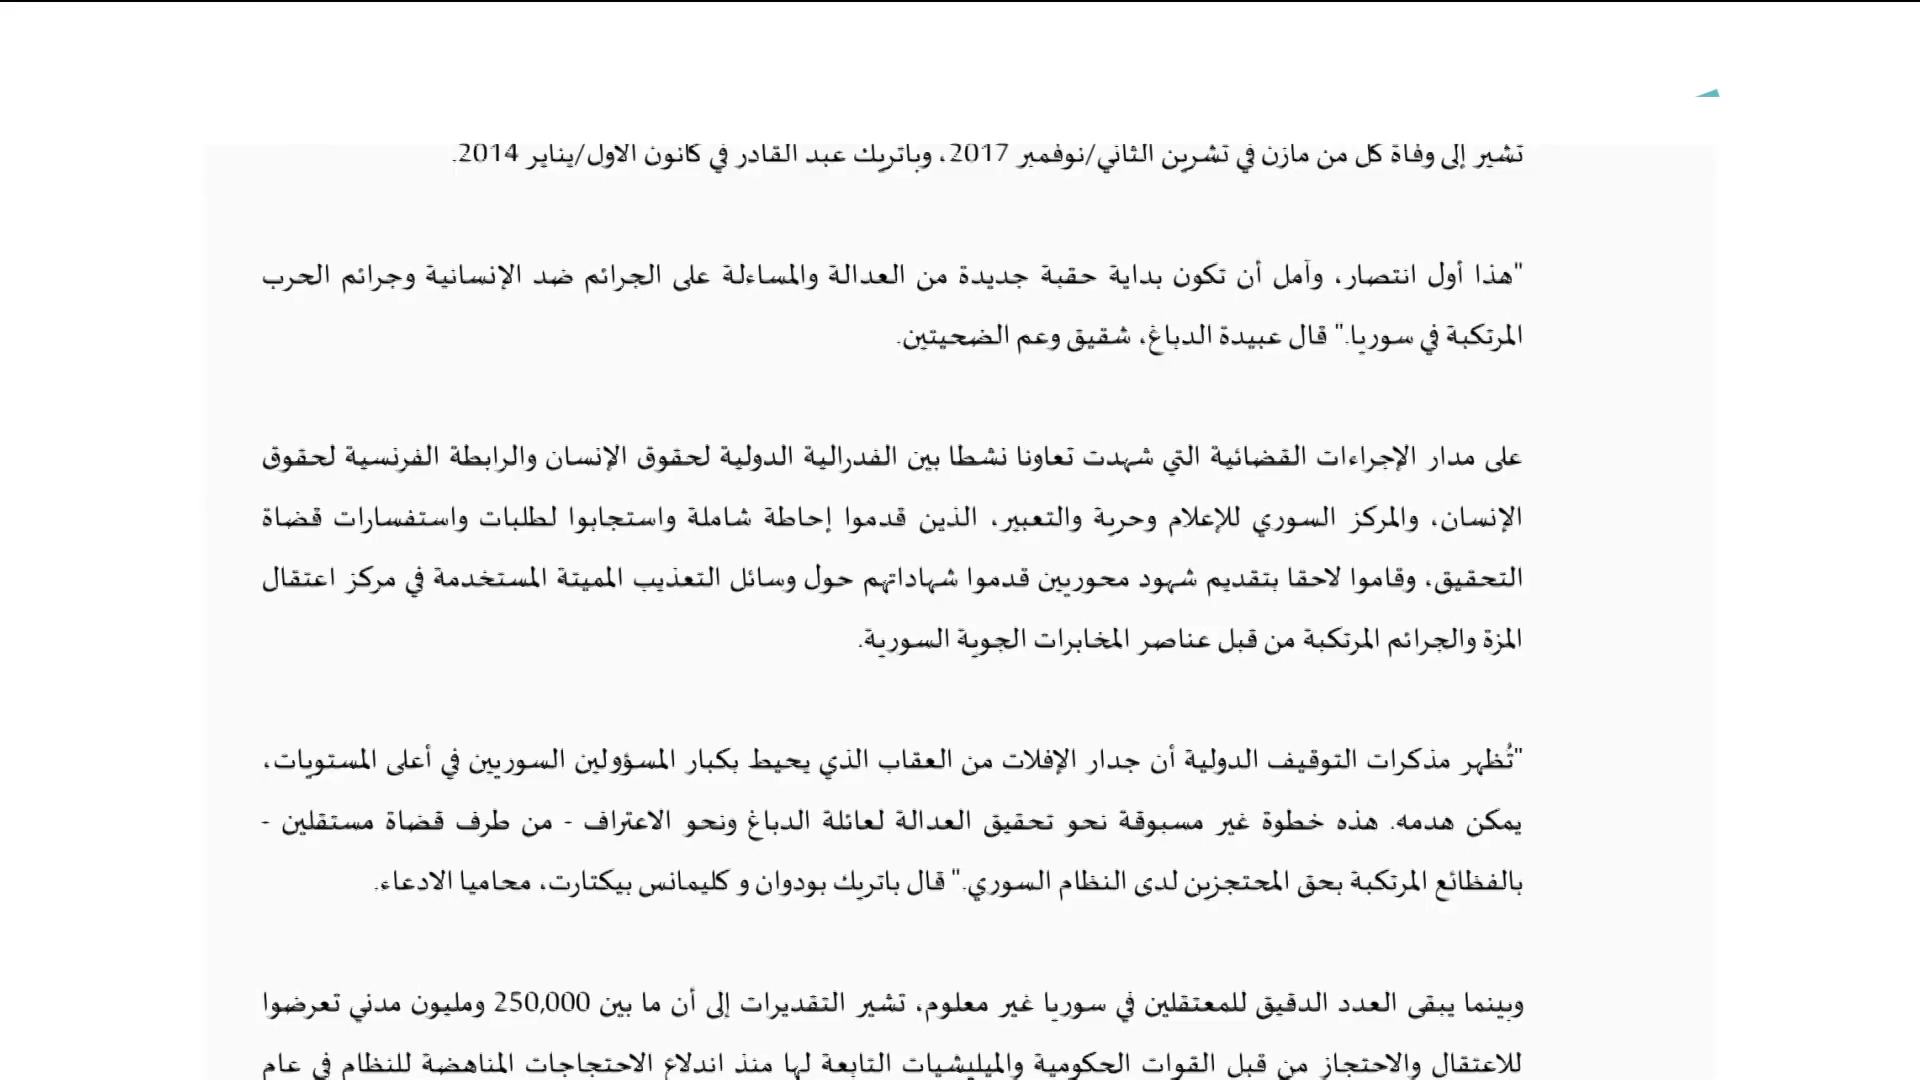 تشير إلى وفاة كل من مازن في تشرين الثاني/نوفمبر 2017، وباتريك عبد القادر في كانون الاول/يناير 2014.
"هذا أول انتصار، وآمل أن تكون بداية حقبة جديدة من العدالة والمساءلة على الجرائم ضد الإنسانية وجرائم الحرب
المرتكبة في سوريا." قال عبيدة الدباغ، شقيق وعم الضحيتين.
على مدار الإجراءات القضائية التي شهدت تعاونا نشطا بين الفدرالية الدولية لحقوق الإنسان والرابطة الفرنسية لحقوق
الإنسان، والمركز السوري للإعلام وحرية والتعبير، الذين قدموا إحاطة شاملة واستجابوا لطلبات واستفسارات قضاة
التحقيق، وقاموا لاحقا بتقديم شهود محوريين قدموا شهاداتهم حول وسائل التعذيب المميتة المستخدمة في مركز اعتقال
المزة والجرائم المرتكبة من قبل عناصر المخابرات الجوية السورية.
"تُظهر مذكرات التوقيف الدولية أن جدار الإفلات من العقاب الذي يحيط بكبار المسؤولين السوريين في أعلى المستويات،
يمكن هدمه. هذه خطوة غير مسبوقة نحو تحقيق العدالة لعائلة الدباغ ونحو الاعتراف - من طرف قضاة مستقلين -
بالفظائع المرتكبة بحق المحتجزين لدى النظام السوري." قال باتريك بودوان و كليمانس بيكتارت، محاميا الادعاء.
وبينما يبقى العدد الدقيق للمعتقلين في سوريا غير معلوم، تشير التقديرات إلى أن ما بين 250,000 ومليون مدني تعرضوا
للاعتقال والاحتجاز من قبل القوات الحكومية والميليشيات التابعة لها منذ اندلاع الاحتجاجات المناهضة للنظام في عام